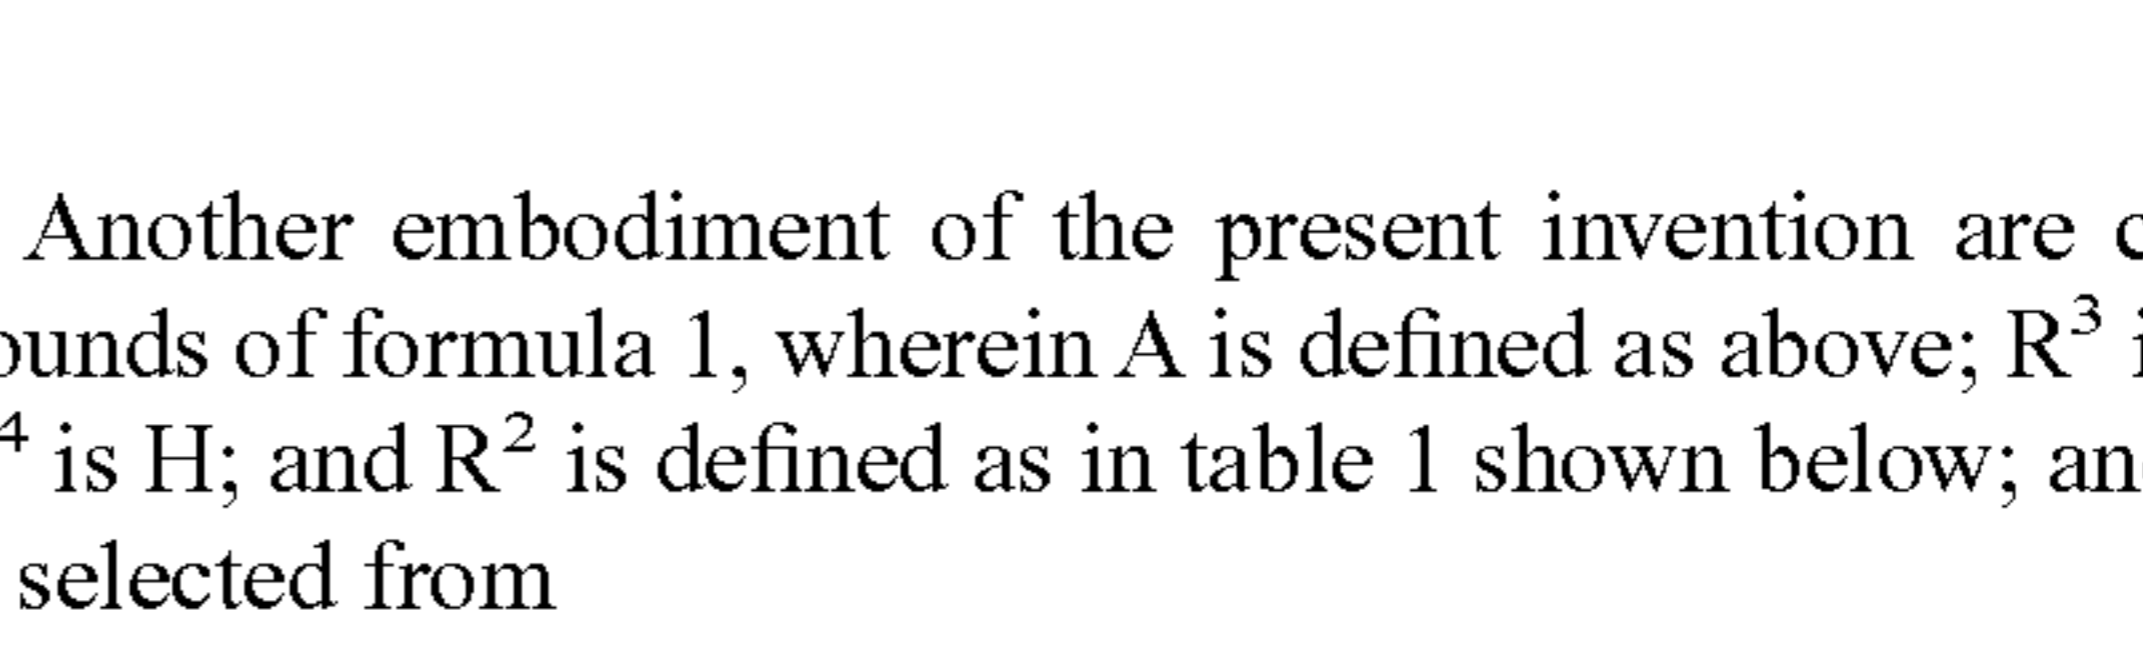 Another embodiment of the present invention are c
ounds of formula 1, wherein A is defined as above; R³ i
⁴ is H; and R² is defined as in table 1 shown below; an
selected from